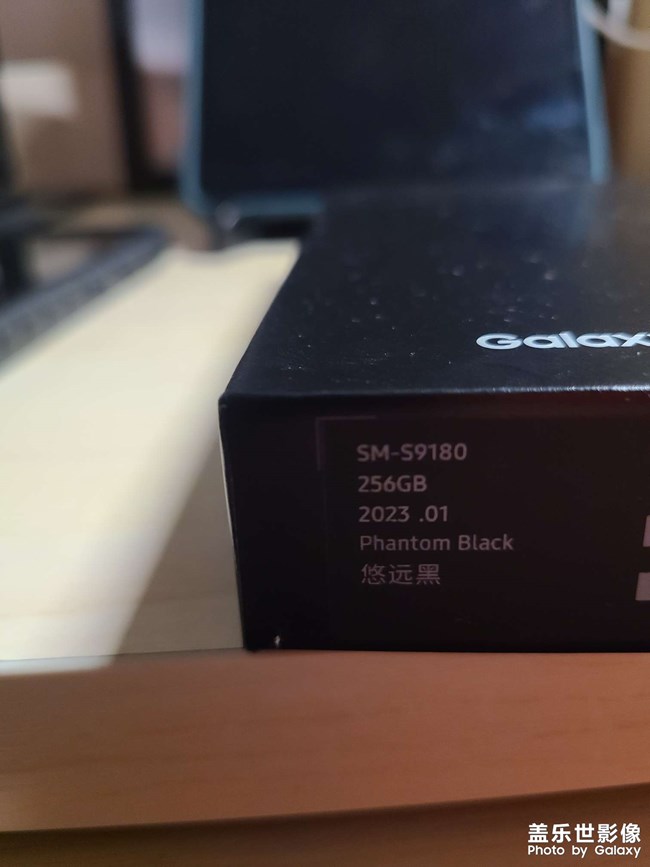 Galax
SM-S9180
256GB
2023 .01
Phantom Black
悠远黑
盖乐世影像
Photo by Galaxy